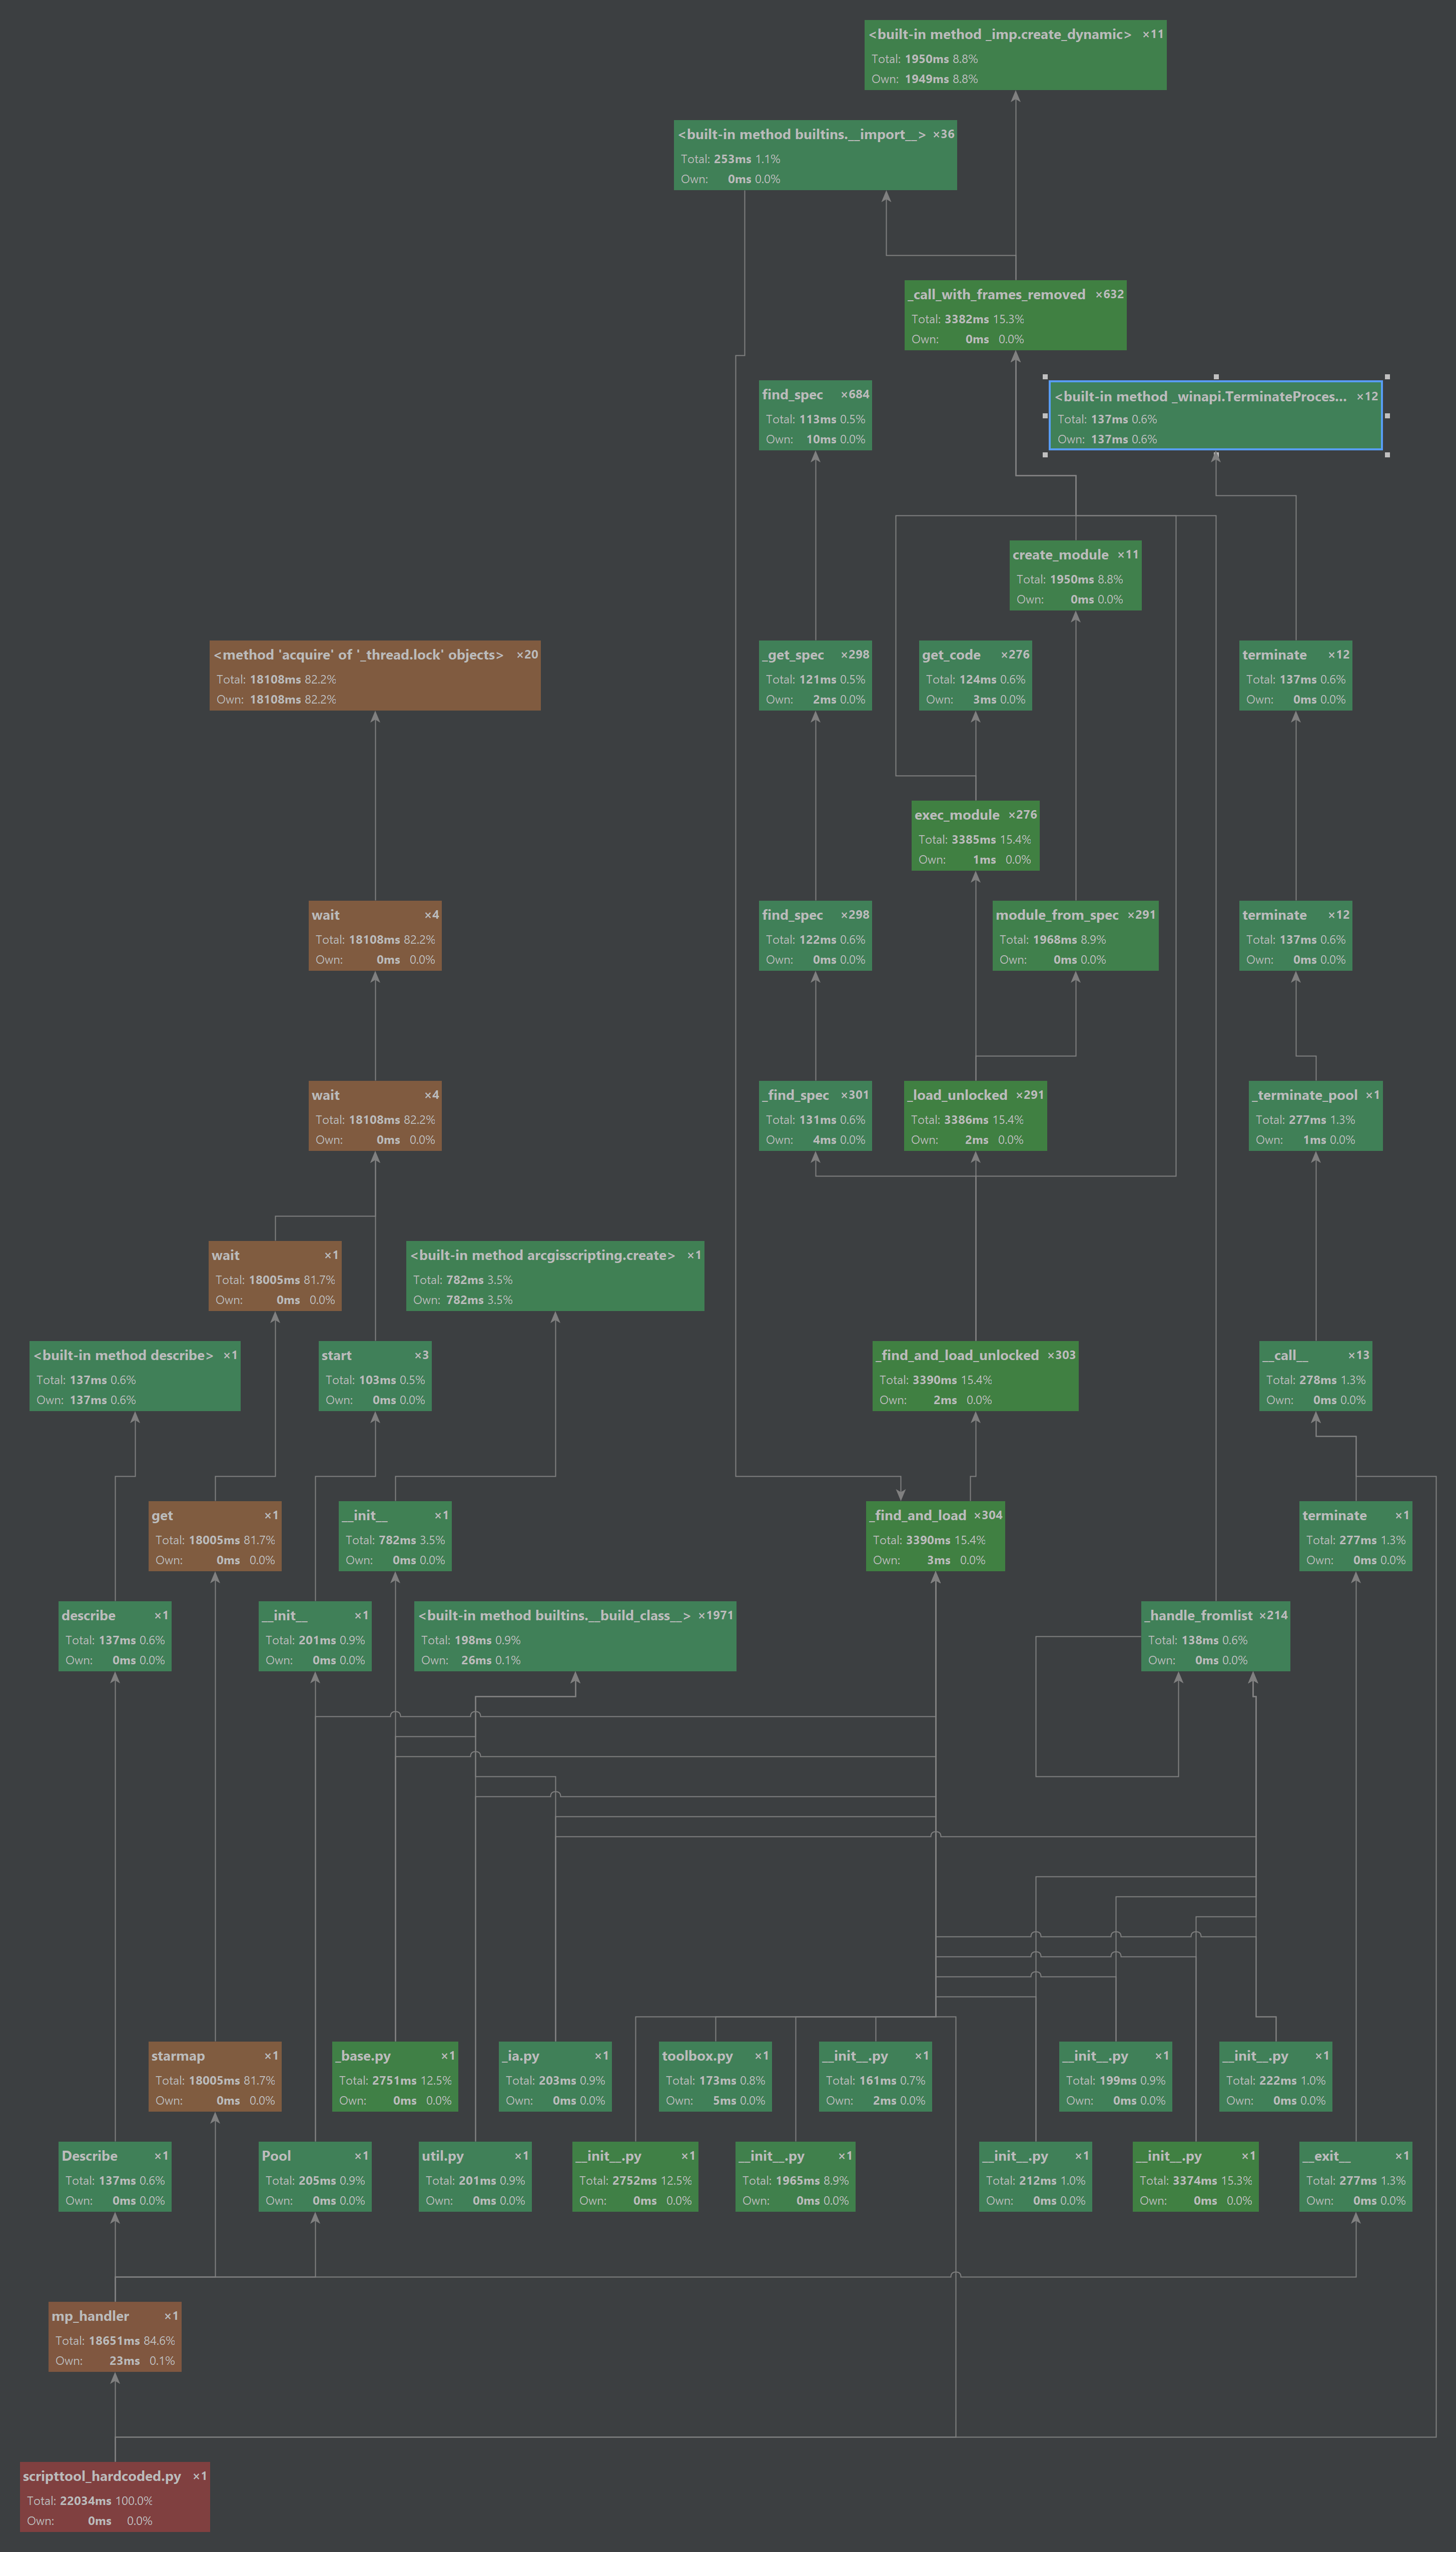 <built-in method _imp.create_dynamic> ×11
Total: 1950ms 8.8%
Own: 1949ms 8.8%
<built-in method builtins.__import__> ×36
Total: 253ms 1.1%
Own: 0ms 0.0%
_call_with_frames_removed ×632
Total: 3382ms 15.3%
Own: 0ms 0.0%
find_spec ×684
Total: 113ms 0.5%
Own: 10ms 0.0%
<built-in method _winapi.TerminateProces... ×12
Total: 137ms 0.6%
Own: 137ms 0.6%
create_module ×11
Total: 1950ms 8.8%
Own: 0ms 0.0%
<method 'acquire' of '_thread.lock' objects> ×20
Total: 18108ms 82.2%
Own: 18108ms 82.2%
_get_spec ×298
Total: 121ms 0.5%
Own: 2ms 0.0%
get_code ×276
Total: 124ms 0.6%
Own: 3ms 0.0%
terminate ×12
Total: 137ms 0.6%
Own: 0ms 0.0%
exec_module ×276
Total: 3385ms 15.4%
Own: 1ms 0.0%
wait ×4
Total: 18108ms 82.2%
Own: 0ms 0.0%
find_spec ×298
Total: 122ms 0.6%
Own: 0ms 0.0%
module_from_spec ×291
Total: 1968ms 8.9%
Own: 0ms 0.0%
terminate ×12
Total: 137ms 0.6%
Own: 0ms 0.0%
wait ×4
Total: 18108ms 82.2%
Own: 0ms 0.0%
_find_spec ×301
Total: 131ms 0.6%
Own: 4ms 0.0%
_load_unlocked ×291
Total: 3386ms 15.4%
Own: 2ms 0.0%
_terminate_pool ×1
Total: 277ms 1.3%
Own: 1ms 0.0%
wait ×1
Total: 18005ms 81.7%
Own: 0ms 0.0%
<built-in method arcgisscripting.create> ×1
Total: 782ms 3.5%
Own: 782ms 3.5%
<built-in method describe> ×1
Total: 137ms 0.6%
Own: 137ms 0.6%
start ×3
Total: 103ms 0.5%
Own: 0ms 0.0%
_find_and_load_unlocked ×303
Total: 3390ms 15.4%
Own: 2ms 0.0%
__call__ ×13
Total: 278ms 1.3%
Own: 0ms 0.0%
get ×1
Total: 18005ms 81.7%
Own: 0ms 0.0%
__init__ ×1
Total: 782ms 3.5%
Own: 0ms 0.0%
_find_and_load ×304
Total: 3390ms 15.4%
Own: 3ms 0.0%
terminate ×1
Total: 277ms 1.3%
Own: 0ms 0.0%
describe ×1
Total: 137ms 0.6%
Own: 0ms 0.0%
__init__ ×1
Total: 201ms 0.9%
Own: 0ms 0.0%
<built-in method builtins.__build_class__> ×1971
Total: 198ms 0.9%
Own: 26ms 0.1%
_handle_fromlist ×214
Total: 138ms 0.6%
Own: 0ms 0.0%
starmap ×1
Total: 18005ms 81.7%
Own: 0ms 0.0%
_base.py ×1
Total: 2751ms 12.5%
Own: 0ms 0.0%
_ia.py ×1
Total: 203ms 0.9%
Own: 0ms 0.0%
toolbox.py ×1
Total: 173ms 0.8%
Own: 5ms 0.0%
__init__.py ×1
Total: 161ms 0.7%
Own: 2ms 0.0%
__init__.py ×1
Total: 199ms 0.9%
Own: 0ms 0.0%
__init__.py ×1
Total: 222ms 1.0%
Own: 0ms 0.0%
Describe ×1
Total: 137ms 0.6%
Own: 0ms 0.0%
Pool ×1
Total: 205ms 0.9%
Own: 0ms 0.0%
util.py ×1
Total: 201ms 0.9%
Own: 0ms 0.0%
__init__.py ×1
Total: 2752ms 12.5%
Own: 0ms 0.0%
__init__.py ×1
Total: 1965ms 8.9%
Own: 0ms 0.0%
__init__.py ×1
Total: 212ms 1.0%
Own: 0ms 0.0%
__init__.py ×1
Total: 3374ms 15.3%
Own: 0ms 0.0%
__exit__ ×1
Total: 277ms 1.3%
Own: 0ms 0.0%
mp_handler ×1
Total: 18651ms 84.6%
Own: 23ms 0.1%
scripttool_hardcoded.py ×1
Total: 22034ms 100.0%
Own: 0ms 0.0%